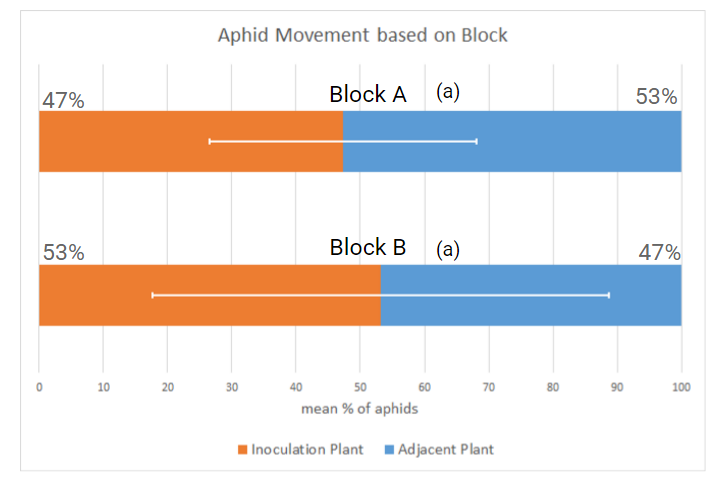 Aphid Movement based on Block
47% Block A (a) 53%
53% Block B (a) 47%
0 10 20 30 40 50 60 70 80 90 100
mean % of aphids
Inoculation Plant Adjacent Plant